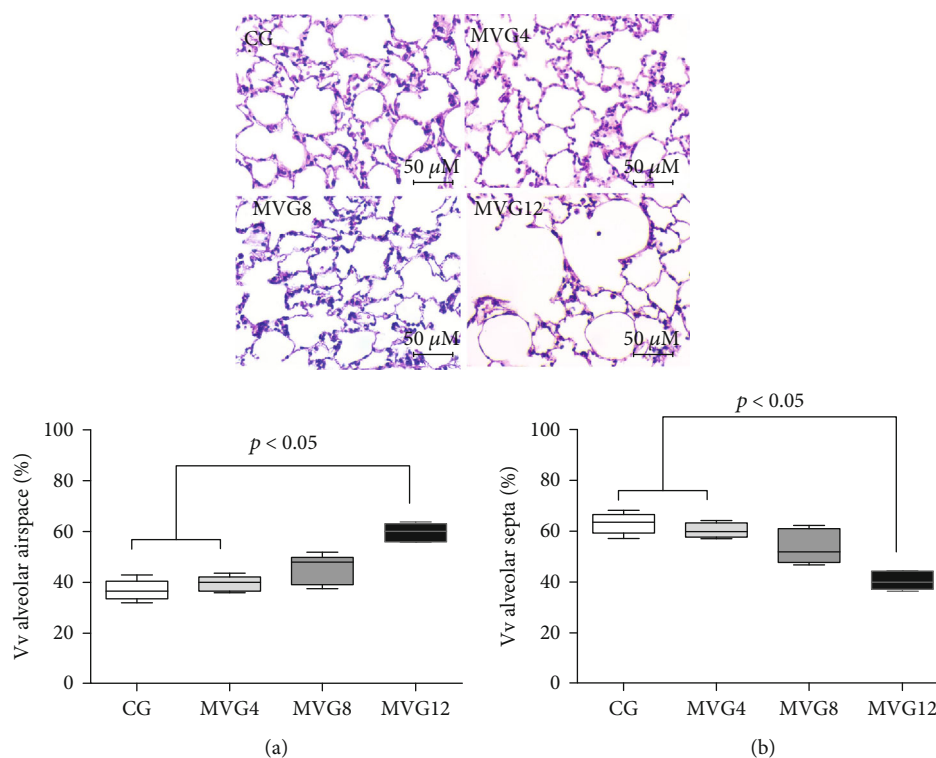 CG
MVG4
50 μM
50 μM
MVG8
MVG12
50 μM
50 μM
p < 0.05
100
80
60
40
20
0
Vv alveolar airspace (%)
CG
MVG4
MVG8
MVG12
(a)
p < 0.05
100
80
60
40
20
0
Vv alveolar septa (%)
CG
MVG4
MVG8
MVG12
(b)